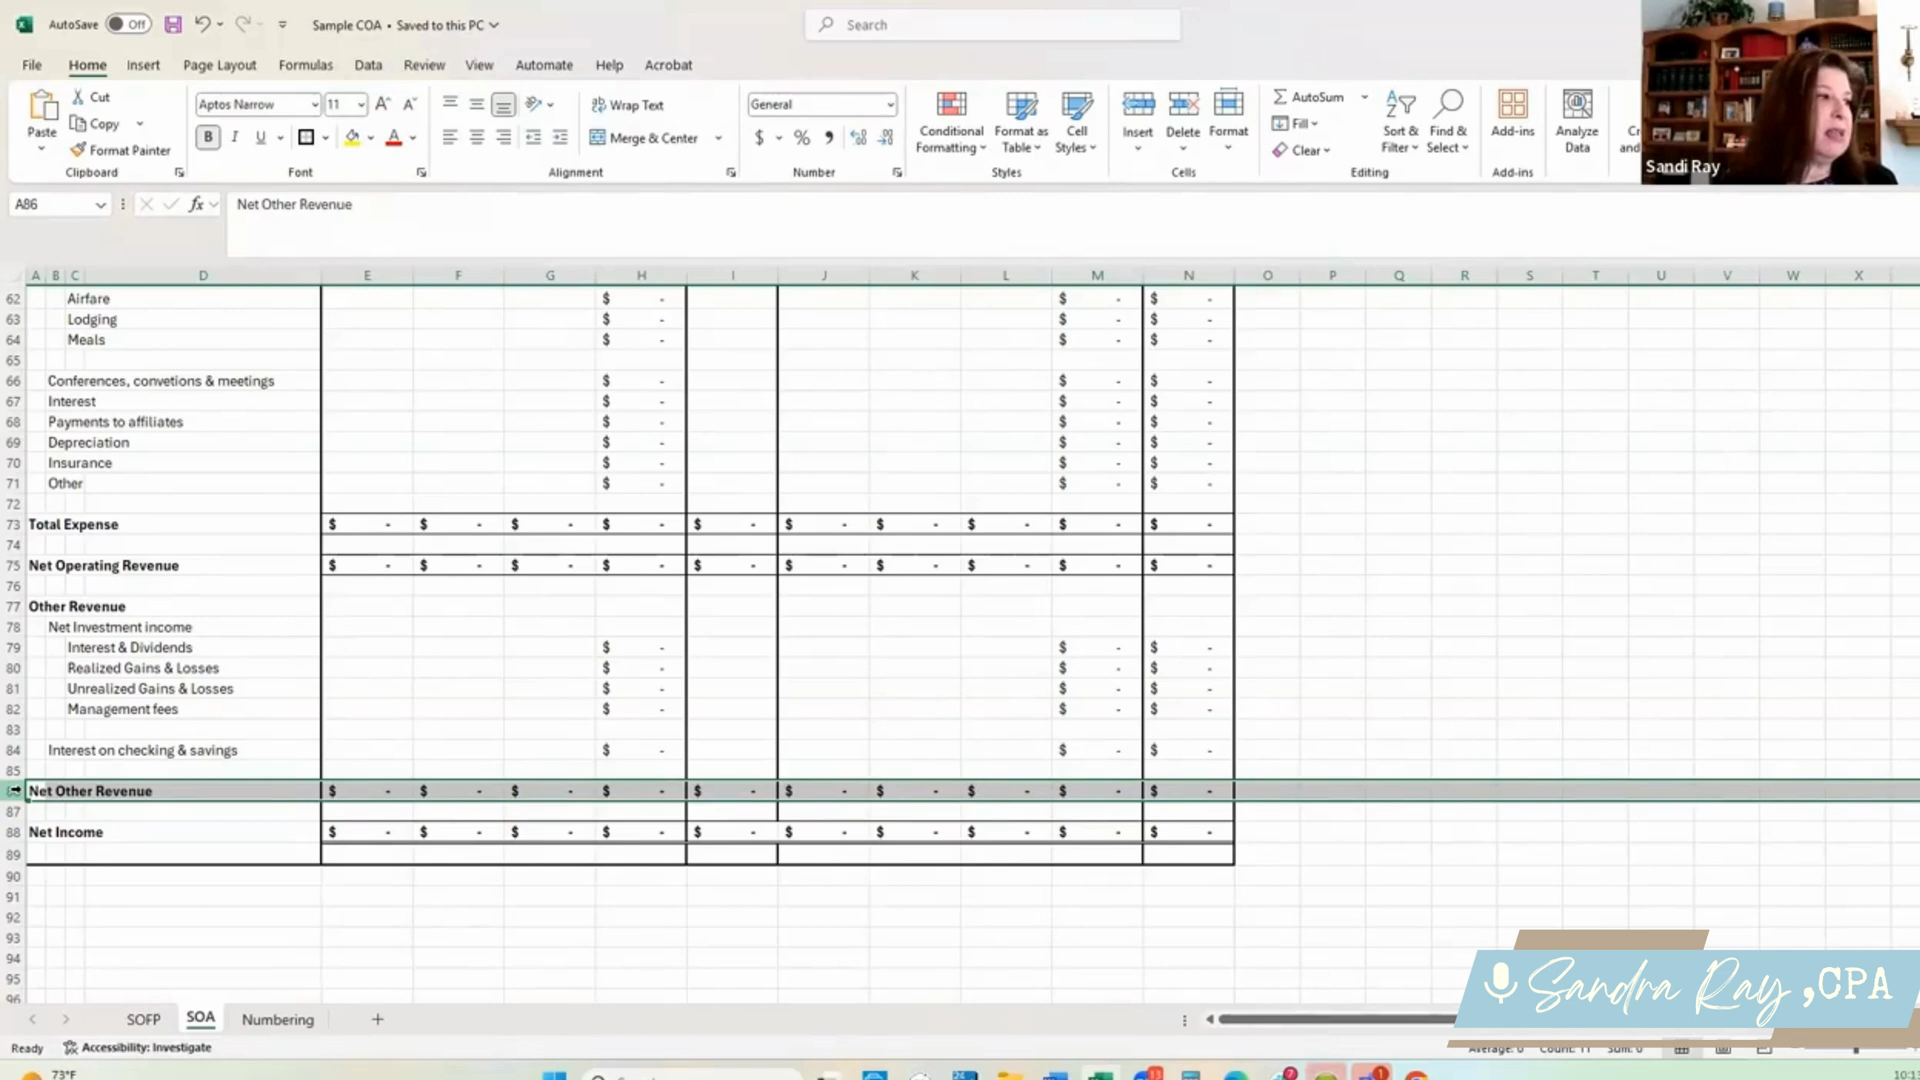 AutoSave Off Sample COA • Saved to this PC Search
File Home Insert Page Layout Formulas Data Review View Automate Help Acrobat
Paste Cut Copy Format Painter Clipboard
Aptos Narrow 11 B I U Font
Wrap Text Merge & Center Alignment
General $ % , Number
Conditional Formatting Format as Table Cell Styles Styles
Insert Delete Format Cells
AutoSum Fill Clear Sort & Filter Find & Select Editing
Add-ins Add-ins
Analyze Data
Sandi Ray
A86 fx Net Other Revenue
A B C D E F G H I J K L M N O P Q R S T U V W X
62 Airfare $ - $ - $ -
63 Lodging $ - $ - $ -
64 Meals $ - $ - $ -
65
66 Conferences, convetions & meetings $ - $ - $ -
67 Interest $ - $ - $ -
68 Payments to affiliates $ - $ - $ -
69 Depreciation $ - $ - $ -
70 Insurance $ - $ - $ -
71 Other $ - $ - $ -
72
73 Total Expense $ - $ - $ - $ - $ - $ - $ - $ - $ - $ -
74
75 Net Operating Revenue $ - $ - $ - $ - $ - $ - $ - $ - $ - $ -
76
77 Other Revenue
78 Net Investment income
79 Interest & Dividends $ - $ - $ -
80 Realized Gains & Losses $ - $ - $ -
81 Unrealized Gains & Losses $ - $ - $ -
82 Management fees $ - $ - $ -
83
84 Interest on checking & savings $ - $ - $ -
85
Net Other Revenue $ - $ - $ - $ - $ - $ - $ - $ - $ - $ -
87
88 Net Income $ - $ - $ - $ - $ - $ - $ - $ - $ - $ -
89
90
91
92
93
94
95
96
Sandra Ray, CPA
SOFP SOA Numbering +
Ready Accessibility: Investigate Average: 0 Count: 11 Sum: 0
73°F